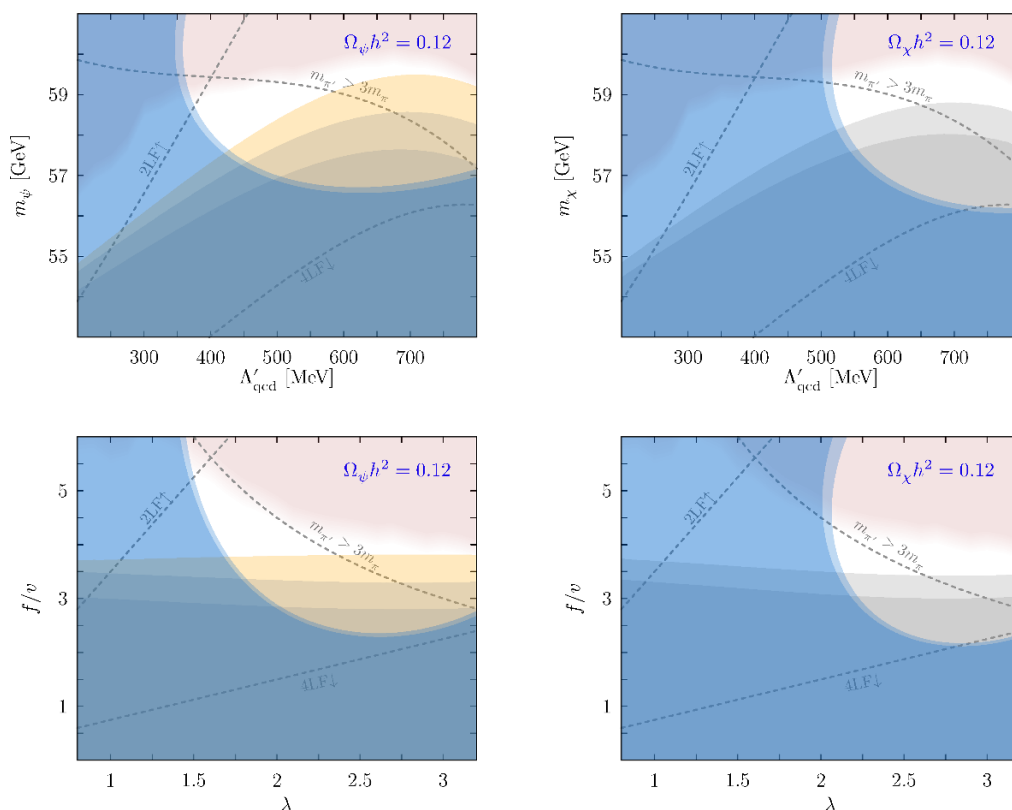 Ω_ψh² = 0.12
m_π′ > 3m_π
2LF↑
4LF↓
59
57
55
m_ψ [GeV]
300 400 500 600 700
Λ′_qcd [MeV]
Ω_χh² = 0.12
m_π′ > 3m_π
2LF↑
4LF↓
59
57
55
m_χ [GeV]
300 400 500 600 700
Λ′_qcd [MeV]
Ω_ψh² = 0.12
2LF↑
m_π′ > 3m_π
4LF↓
5
3
1
f/v
1 1.5 2 2.5 3
λ
Ω_χh² = 0.12
2LF↑
m_π′ > 3m_π
4LF↓
5
3
1
f/v
1 1.5 2 2.5 3
λ